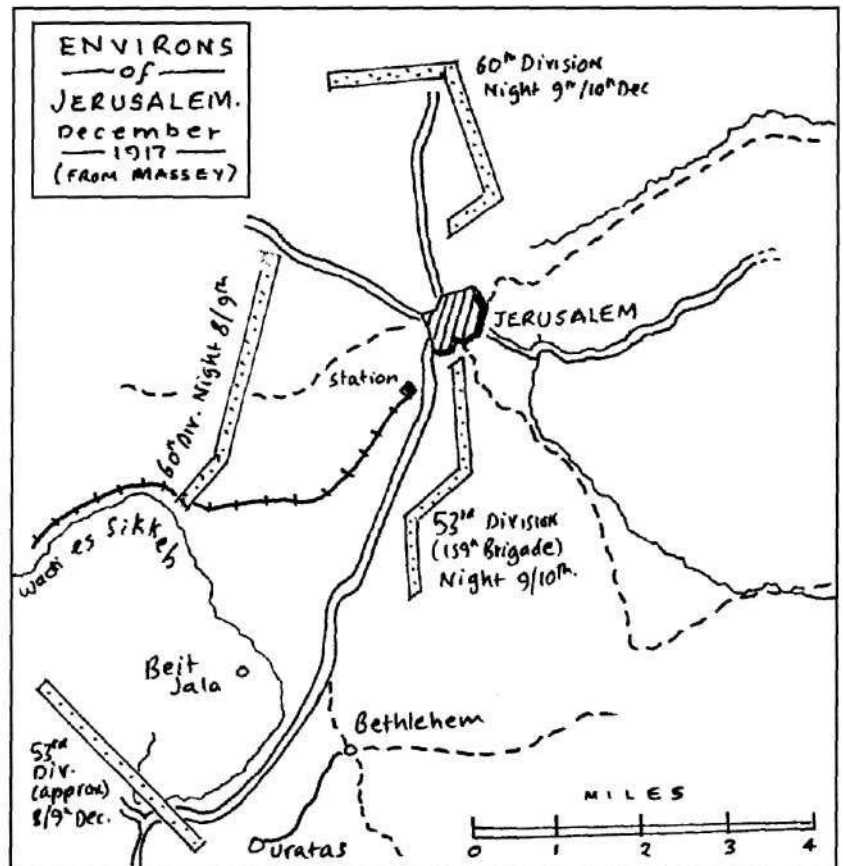 ENVIRONS
of
JERUSALEM.
December
1917
(FROM MASSEY)
60th DIVISION
Night 9th/10th Dec
60th Div. Night 8/9th
JERUSALEM
Station
53rd DIVISION
(159th Brigade)
Night 9/10th.
Wadi es Sikkeh
Beit
Jala
Bethlehem
53rd
DIV.
(approx)
8/9th Dec.
Ouratas
MILES
0 1 2 3 4